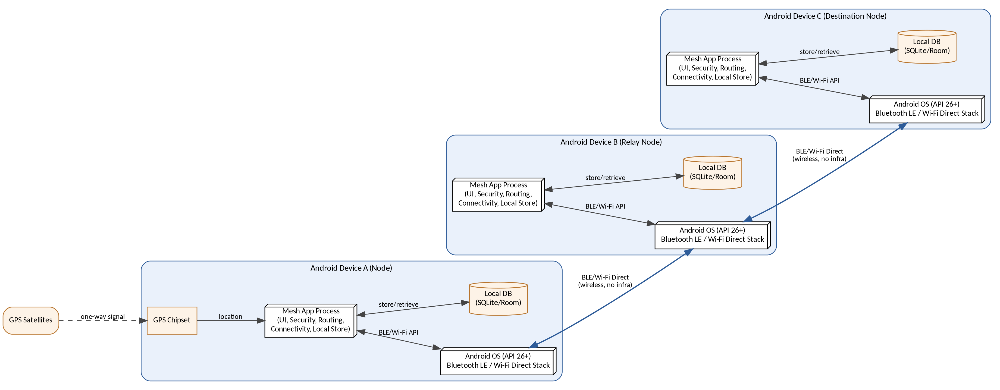 Android Device C (Destination Node)
Local DB
(SQLite/Room)
store/retrieve
Mesh App Process
(UI, Security, Routing,
Connectivity, Local Store)
BLE/Wi-Fi API
Android OS (API 26+)
Bluetooth LE / Wi-Fi Direct Stack
BLE/Wi-Fi Direct
(wireless, no infra)
Android Device B (Relay Node)
Local DB
(SQLite/Room)
store/retrieve
Mesh App Process
(UI, Security, Routing,
Connectivity, Local Store)
BLE/Wi-Fi API
Android OS (API 26+)
Bluetooth LE / Wi-Fi Direct Stack
BLE/Wi-Fi Direct
(wireless, no infra)
Android Device A (Node)
Local DB
(SQLite/Room)
store/retrieve
GPS Satellites
one-way signal
GPS Chipset
location
Mesh App Process
(UI, Security, Routing,
Connectivity, Local Store)
BLE/Wi-Fi API
Android OS (API 26+)
Bluetooth LE / Wi-Fi Direct Stack